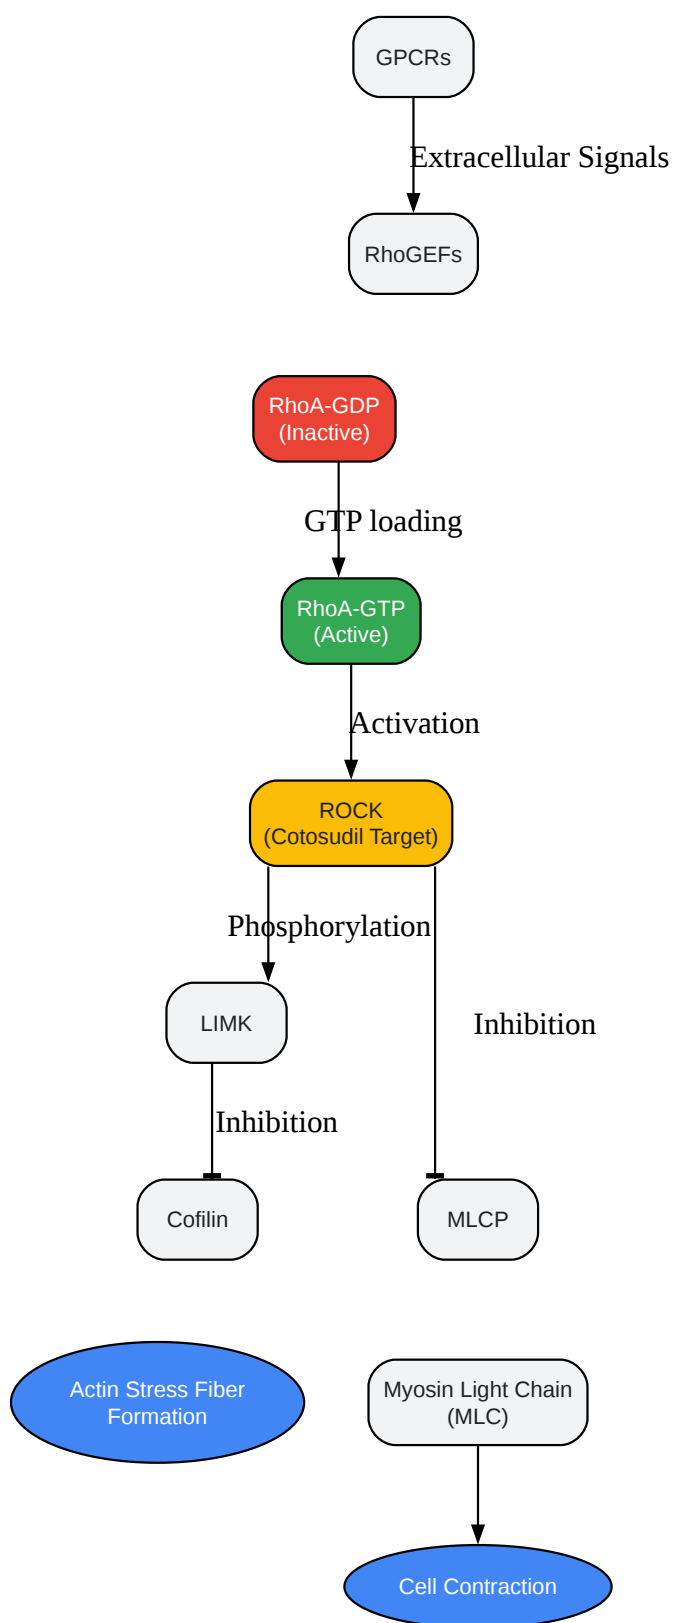 GPCRs
Extracellular Signals
RhoGEFs
RhoA-GDP
(Inactive)
GTP loading
RhoA-GTP
(Active)
Activation
ROCK
(Cotosudil Target)
Phosphorylation
LIMK
Inhibition
Inhibition
Cofilin
MLCP
Actin Stress Fiber
Formation
Myosin Light Chain
(MLC)
Cell Contraction